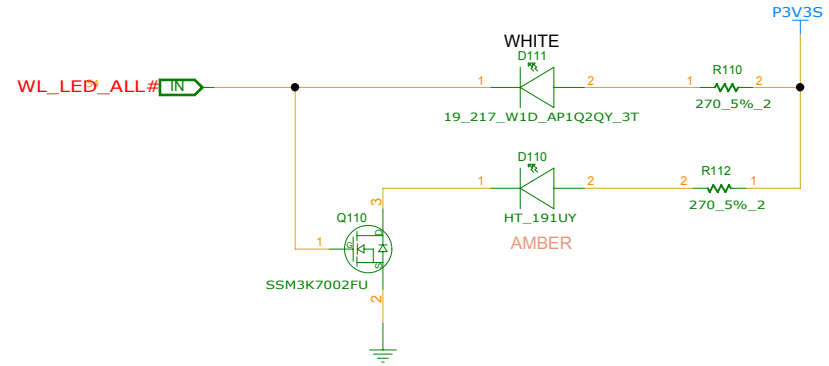 P3V3S
WHITE
D111
WL_LED_ALL#
IN
1
2
1
R110
2
19_217_W1D_AP1Q2QY_3T
270_5%_2
D110
1
2
2
R112
1
HT_191UY
270_5%_2
AMBER
3
Q110
D
1
G
S
SSM3K7002FU
2